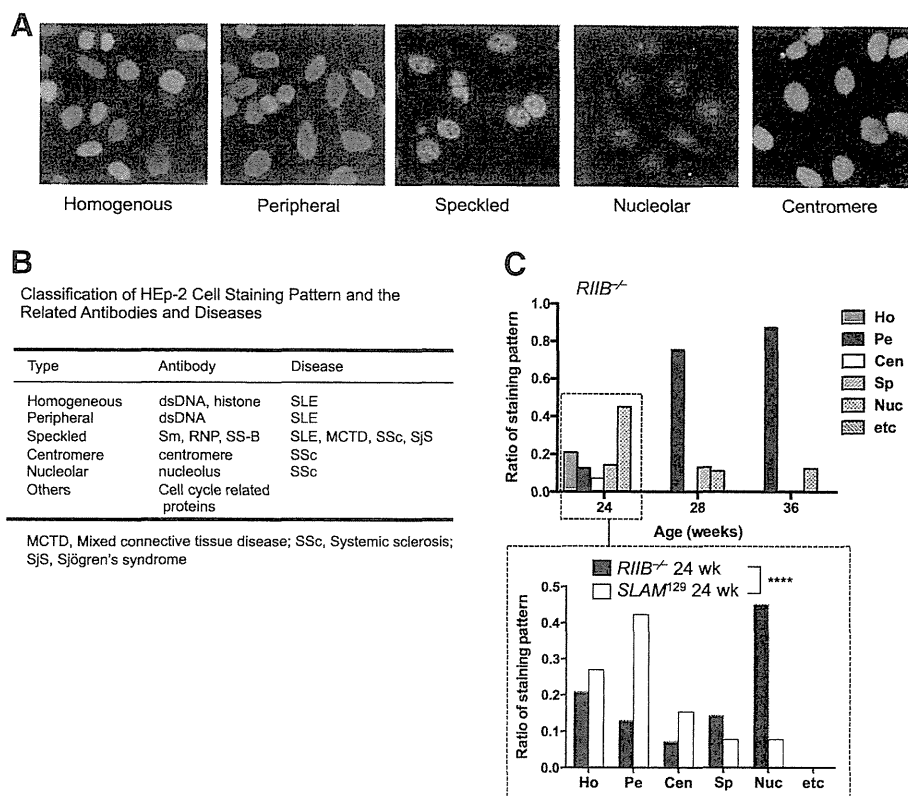 A
Homogenous
Peripheral
Speckled
Nucleolar
Centromere
B
Classification of HEp-2 Cell Staining Pattern and the
Related Antibodies and Diseases
Type Antibody Disease
Homogeneous dsDNA, histone SLE
Peripheral dsDNA SLE
Speckled Sm, RNP, SS-B SLE, MCTD, SSc, SjS
Centromere centromere SSc
Nucleolar nucleolus SSc
Others Cell cycle related
proteins
MCTD, Mixed connective tissue disease; SSc, Systemic sclerosis;
SjS, Sjögren's syndrome
C
RIIB-/-
Ratio of staining pattern
1.0
0.8
0.6
0.4
0.2
0.0
24 28 36
Age (weeks)
Ho
Pe
Cen
Sp
Nuc
etc
RIIB-/- 24 wk
SLAM129 24 wk
****
Ratio of staining pattern
0.5
0.4
0.3
0.2
0.1
0.0
Ho Pe Cen Sp Nuc etc